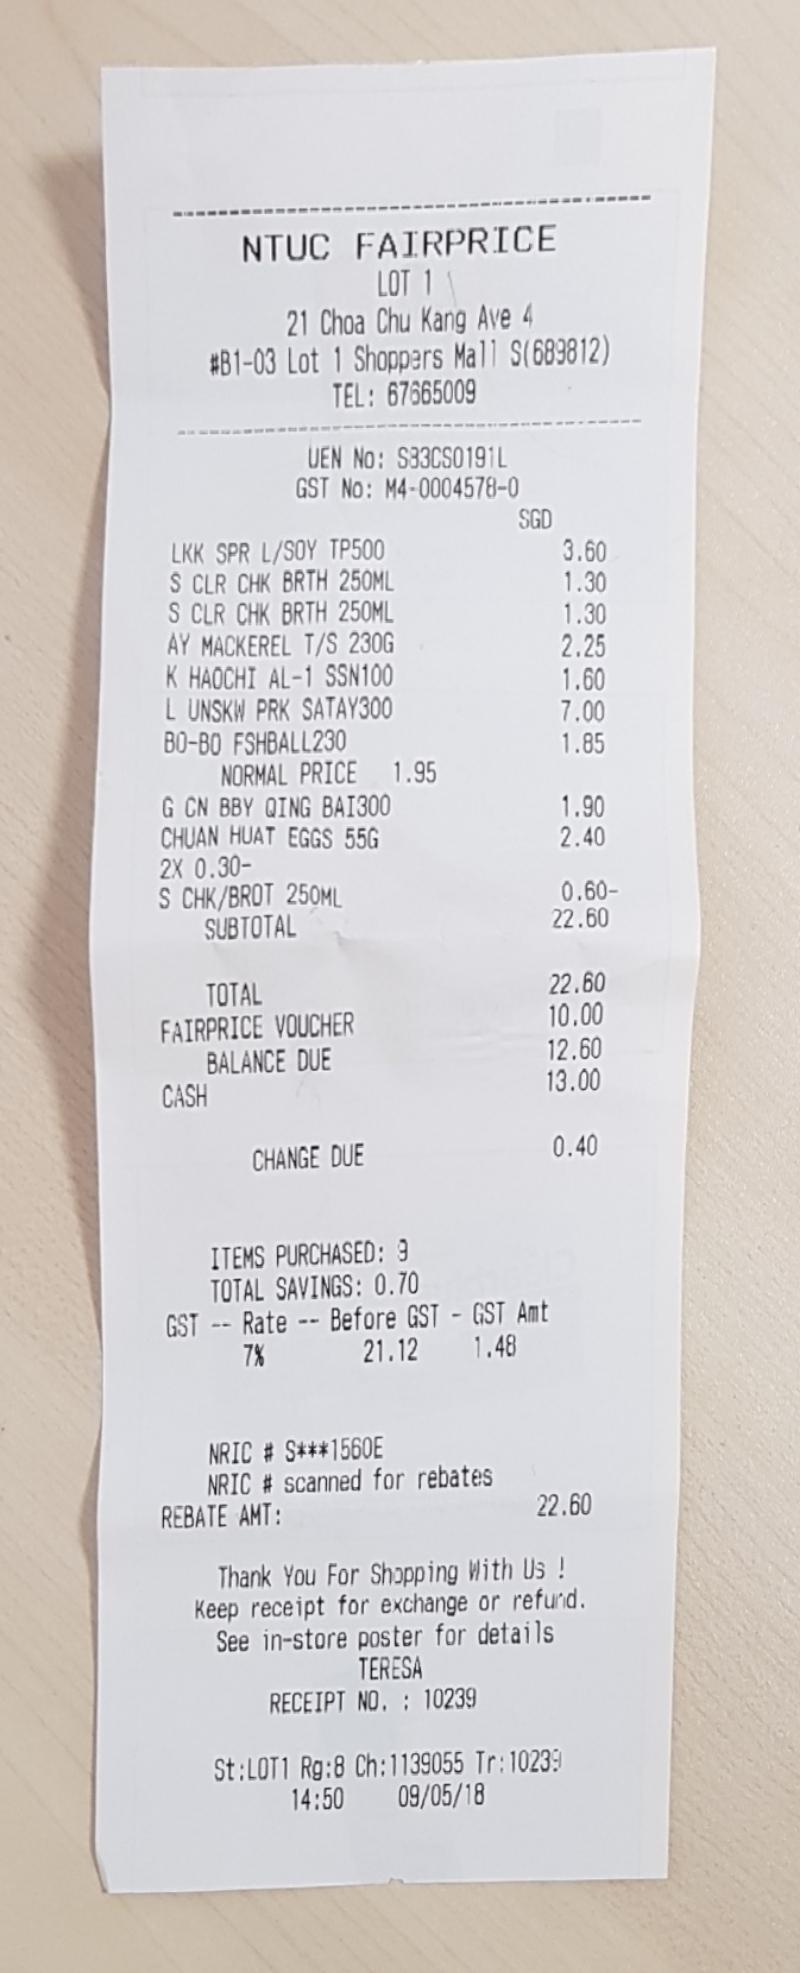 NTUC FAIRPRICE
LOT 1
21 Choa Chu Kang Ave 4
#B1-03 Lot 1 Shoppers Mall S(689812)
TEL: 67665009
UEN No: S83CS0191L
GST No: M4-0004578-0
SGD
LKK SPR L/SOY TP500 3.60
S CLR CHK BRTH 250ML 1.30
S CLR CHK BRTH 250ML 1.30
AY MACKEREL T/S 230G 2.25
K HAOCHI AL-1 SSN100 1.60
L UNSKW PRK SATAY300 7.00
BO-BO FSHBALL230 1.85
NORMAL PRICE 1.95
G CN BBY QING BAI300 1.90
CHUAN HUAT EGGS 55G 2.40
2X 0.30-
S CHK/BROT 250ML 0.60-
SUBTOTAL 22.60
TOTAL 22.60
FAIRPRICE VOUCHER 10.00
BALANCE DUE 12.60
CASH 13.00
CHANGE DUE 0.40
ITEMS PURCHASED: 9
TOTAL SAVINGS: 0.70
GST -- Rate -- Before GST - GST Amt
7% 21.12 1.48
NRIC # S***1560E
NRIC # scanned for rebates
REBATE AMT: 22.60
Thank You For Shopping With Us !
Keep receipt for exchange or refund.
See in-store poster for details
TERESA
RECEIPT NO. : 10239
St:LOT1 Rg:8 Ch:1139055 Tr:10239
14:50 09/05/18